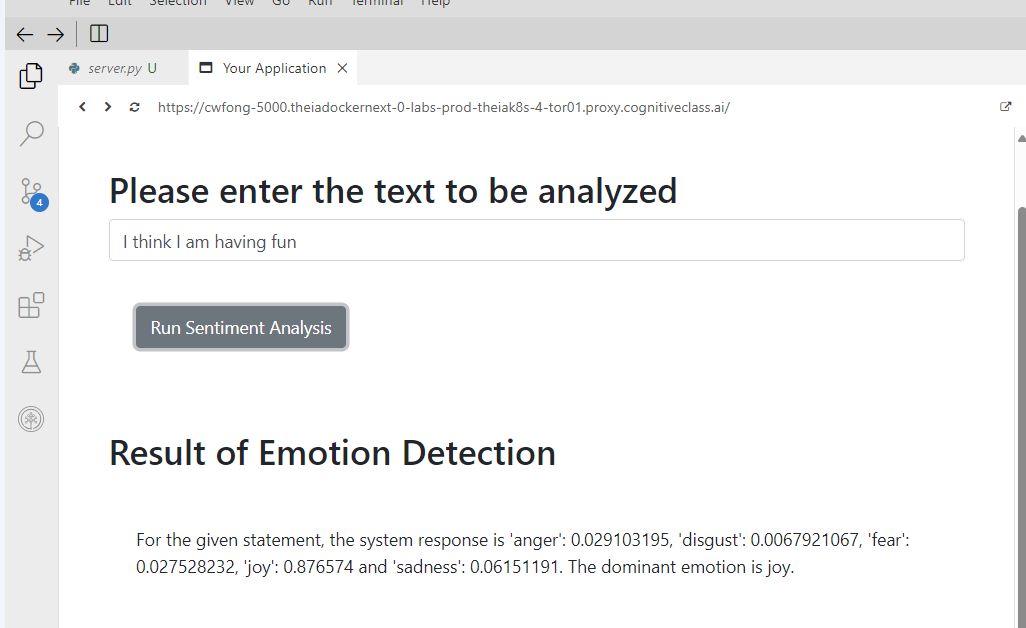 File Edit Selection View Go Run Terminal Help
server.py U Your Application
https://cwfong-5000.theiadockernext-0-labs-prod-theiak8s-4-tor01.proxy.cognitiveclass.ai/
4
Please enter the text to be analyzed
I think I am having fun
Run Sentiment Analysis
Result of Emotion Detection
For the given statement, the system response is 'anger': 0.029103195, 'disgust': 0.0067921067, 'fear':
0.027528232, 'joy': 0.876574 and 'sadness': 0.06151191. The dominant emotion is joy.